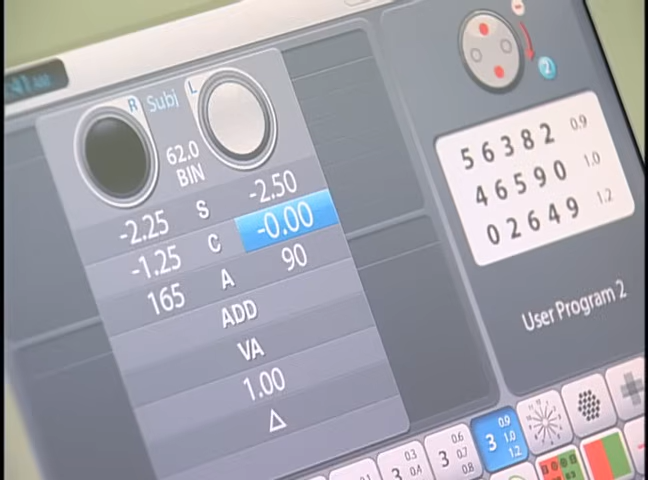 R Subj L
62.0
BIN
-2.25 S -2.50
-1.25 C -0.00
165 A 90
ADD
VA
1.00
5 6 3 8 2 0.9
4 6 5 9 0 1.0
0 2 6 4 9 1.2
User Program 2
2
3 0.3 0.4
3 0.6 0.7 0.8
3 0.9 1.0 1.2